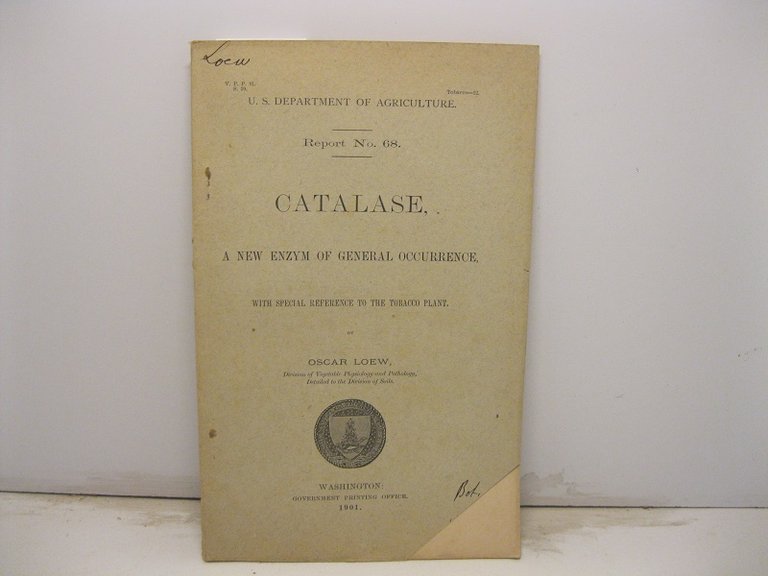 Loew
V. P. P. 
U. S. DEPARTMENT OF AGRICULTURE.
Report No. 68.
CATALASE,
A NEW ENZYM OF GENERAL OCCURRENCE,
WITH SPECIAL REFERENCE TO THE TOBACCO PLANT.
BY
OSCAR LOEW,
Division of Vegetable Physiology and Pathology,
Detailed to the Division of Soils.
WASHINGTON:
GOVERNMENT PRINTING OFFICE.
1901.
Bot.